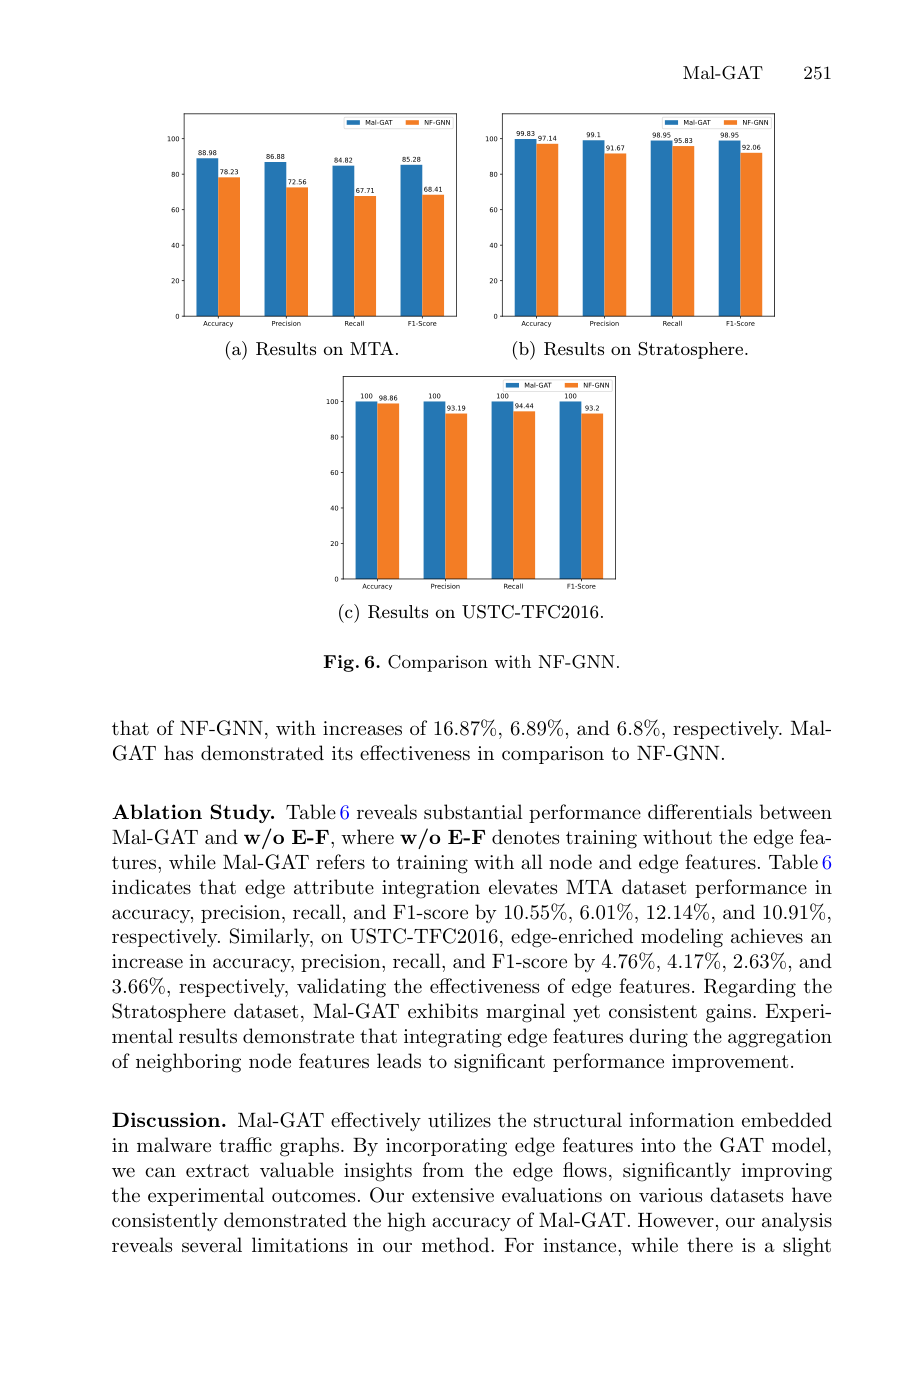 Mal-GAT 251
Mal-GAT NF-GNN
100
80
60
40
20
0
88.98 78.23 86.88 72.56 84.82 67.71 85.28 68.41
Accuracy Precision Recall F1-Score
(a) Results on MTA.
Mal-GAT NF-GNN
100
80
60
40
20
0
99.83 97.14 99.1 91.67 98.95 95.83 98.95 92.06
Accuracy Precision Recall F1-Score
(b) Results on Stratosphere.
Mal-GAT NF-GNN
100
80
60
40
20
0
100 98.86 100 93.19 100 94.44 100 93.2
Accuracy Precision Recall F1-Score
(c) Results on USTC-TFC2016.
Fig. 6. Comparison with NF-GNN.
that of NF-GNN, with increases of 16.87%, 6.89%, and 6.8%, respectively. Mal-
GAT has demonstrated its effectiveness in comparison to NF-GNN.
Ablation Study. Table 6 reveals substantial performance differentials between
Mal-GAT and w/o E-F, where w/o E-F denotes training without the edge fea-
tures, while Mal-GAT refers to training with all node and edge features. Table 6
indicates that edge attribute integration elevates MTA dataset performance in
accuracy, precision, recall, and F1-score by 10.55%, 6.01%, 12.14%, and 10.91%,
respectively. Similarly, on USTC-TFC2016, edge-enriched modeling achieves an
increase in accuracy, precision, recall, and F1-score by 4.76%, 4.17%, 2.63%, and
3.66%, respectively, validating the effectiveness of edge features. Regarding the
Stratosphere dataset, Mal-GAT exhibits marginal yet consistent gains. Experi-
mental results demonstrate that integrating edge features during the aggregation
of neighboring node features leads to significant performance improvement.
Discussion. Mal-GAT effectively utilizes the structural information embedded
in malware traffic graphs. By incorporating edge features into the GAT model,
we can extract valuable insights from the edge flows, significantly improving
the experimental outcomes. Our extensive evaluations on various datasets have
consistently demonstrated the high accuracy of Mal-GAT. However, our analysis
reveals several limitations in our method. For instance, while there is a slight